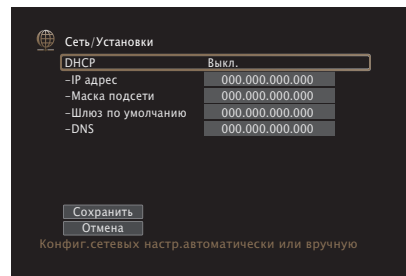 Сеть/Установки
DHCP Выкл.
–IP адрес 000.000.000.000
–Маска подсети 000.000.000.000
–Шлюз по умолчанию 000.000.000.000
–DNS 000.000.000.000
Сохранить
Отмена
Конфиг.сетевых настр.автоматически или вручную